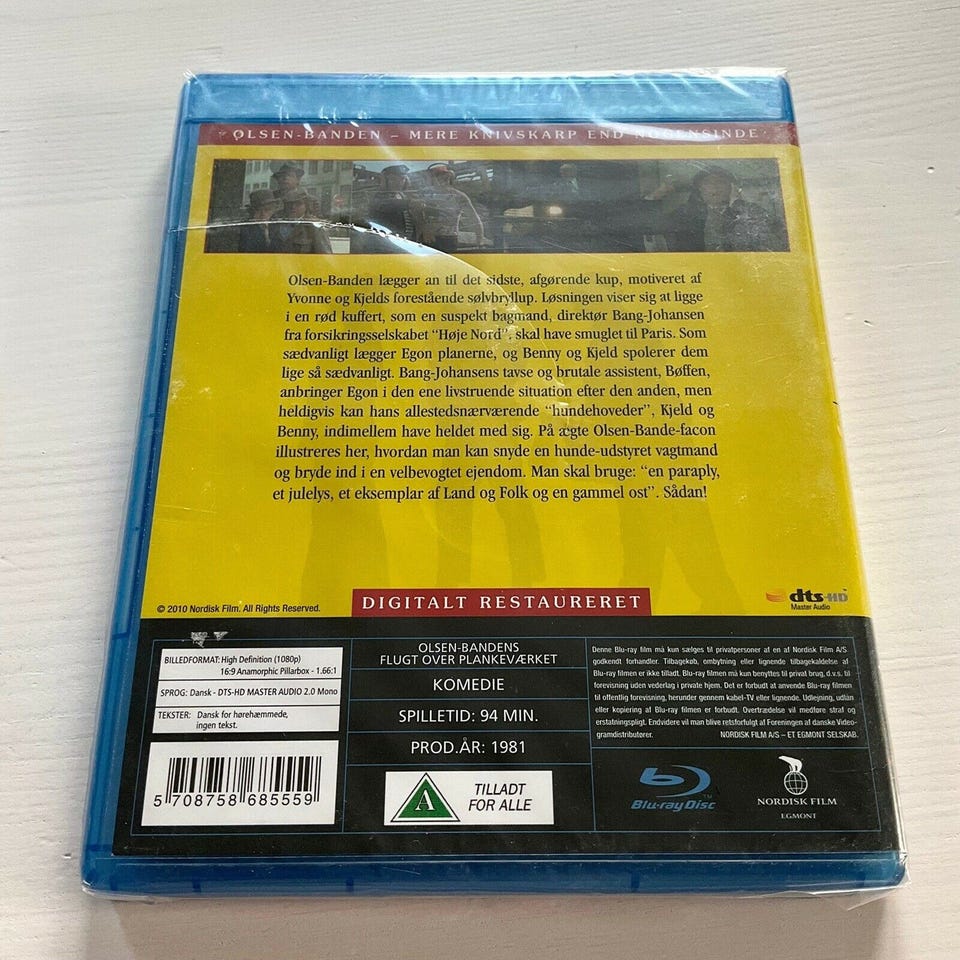 OLSEN-BANDEN – MERE KNIVSKARP END NOGENSINDE
Olsen-Banden lægger an til det sidste, afgørende kup, motiveret af
Yvonne og Kjelds forestående sølvbryllup. Løsningen viser sig at ligge
i en rød kuffert, som en suspekt bagmand, direktør Bang-Johansen
fra forsikringsselskabet “Høje Nord”, skal have smuglet til Paris. Som
sædvanligt lægger Egon planerne, og Benny og Kjeld spolerer dem
lige så sædvanligt. Bang-Johansens tavse og brutale assistent, Bøffen,
anbringer Egon i den ene livstruende situation efter den anden, men
heldigvis kan hans allestedsnærværende “hundehoveder”, Kjeld og
Benny, indimellem have heldet med sig. På ægte Olsen-Bande-facon
illustreres her, hvordan man kan snyde en hunde-udstyret vagtmand
og bryde ind i en velbevogtet ejendom. Man skal bruge: “en paraply,
et julelys, et eksemplar af Land og Folk og en gammel ost”. Sådan!
© 2010 Nordisk Film. All Rights Reserved.
DIGITALT RESTAURERET
dts-HD
Master Audio
BILLEDFORMAT: High Definition (1080p)
16:9 Anamorphic Pillarbox - 1.66:1
SPROG: Dansk - DTS-HD MASTER AUDIO 2.0 Mono
TEKSTER: Dansk for hørehæmmede,
ingen tekst.
5 708758 685559
OLSEN-BANDENS
FLUGT OVER PLANKEVÆRKET
KOMEDIE
SPILLETID: 94 MIN.
PROD.ÅR: 1981
A
TILLADT
FOR ALLE
Denne Blu-ray film må kun sælges til privatpersoner af en af Nordisk Film A/S
godkendt forhandler. Tilbagekøb, ombytning eller lignende tilbagekaldelse af
Blu-ray filmen er ikke tilladt. Blu-ray filmen må kun benyttes til privat brug, d.v.s. til
forevisning uden vederlag i private hjem. Det er forbudt at anvende Blu-ray filmen
til offentlig forevisning, herunder gennem kabel-TV eller lignende. Udlejning, udlån
eller kopiering af Blu-ray filmen er forbudt. Overtrædelse vil medføre straf og
erstatningspligt. Endvidere vil man blive retsforfulgt af Foreningen af danske Video-
gramdistributører.
NORDISK FILM A/S – ET EGMONT SELSKAB.
Blu-ray Disc
TM
NORDISK FILM
EGMONT